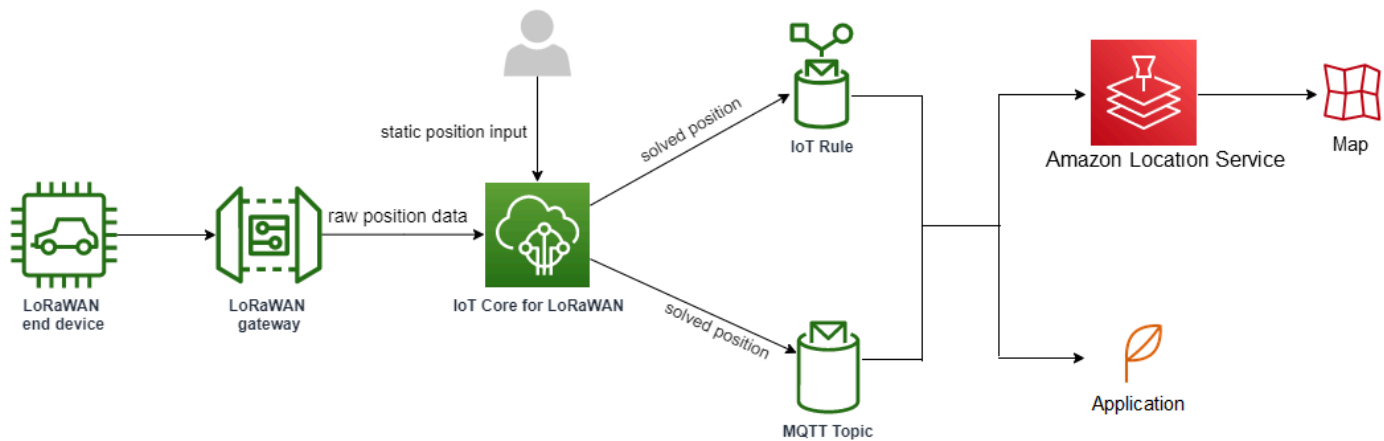 static position input
solved position
IoT Rule
Amazon Location Service
Map
raw position data
LoRaWAN
end device
LoRaWAN
gateway
IoT Core for LoRaWAN
solved position
MQTT Topic
Application